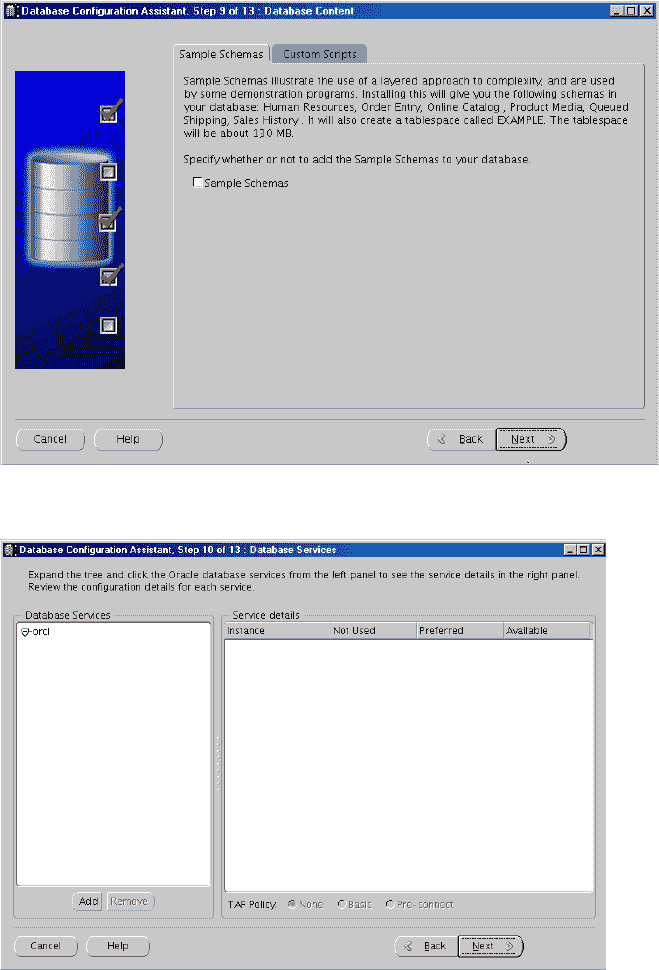 Database Configuration Assistant, Step 9 of 13 : Database Content
Sample Schemas
Custom Scripts
Sample Schemas illustrate the use of a layered approach to complexity, and are used
by some demonstration programs. Installing this will give you the following schemas in
your database: Human Resources, Order Entry, Online Catalog , Product Media, Queued
Shipping, Sales History . It will also create a tablespace called EXAMPLE. The tablespace
will be about 130 MB.
Specify whether or not to add the Sample Schemas to your database.
Sample Schemas
Cancel
Help
Back
Next
Database Configuration Assistant, Step 10 of 13 : Database Services
Expand the tree and click the Oracle database services from the left panel to see the service details in the right panel.
Review the configuration details for each service.
Database Services
orcl
Add
Remove
Service details
Instance
Not Used
Preferred
Available
TAF Policy:
None
Basic
Pre-connect
Cancel
Help
Back
Next